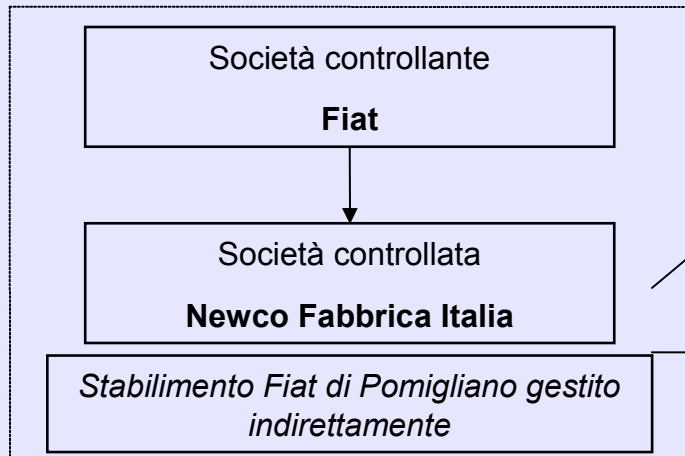 Società controllante
Fiat
Società controllata
Newco Fabbrica Italia
Stabilimento Fiat di Pomigliano gestito
indirettamente